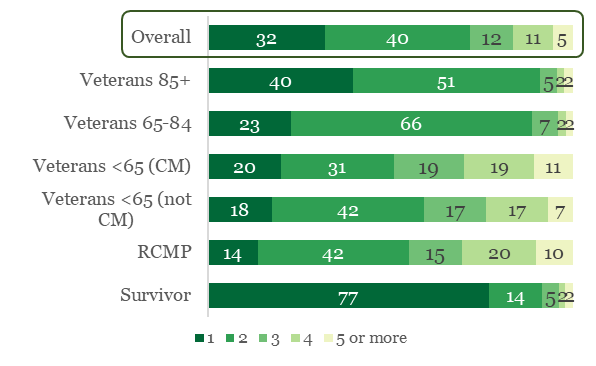 Overall 32 40 12 11 5
Veterans 85+ 40 51 5 2 2
Veterans 65-84 23 66 7 2 2
Veterans <65 (CM) 20 31 19 19 11
Veterans <65 (not
CM) 18 42 17 17 7
RCMP 14 42 15 20 10
Survivor 77 14 5 2 2
1 2 3 4 5 or more